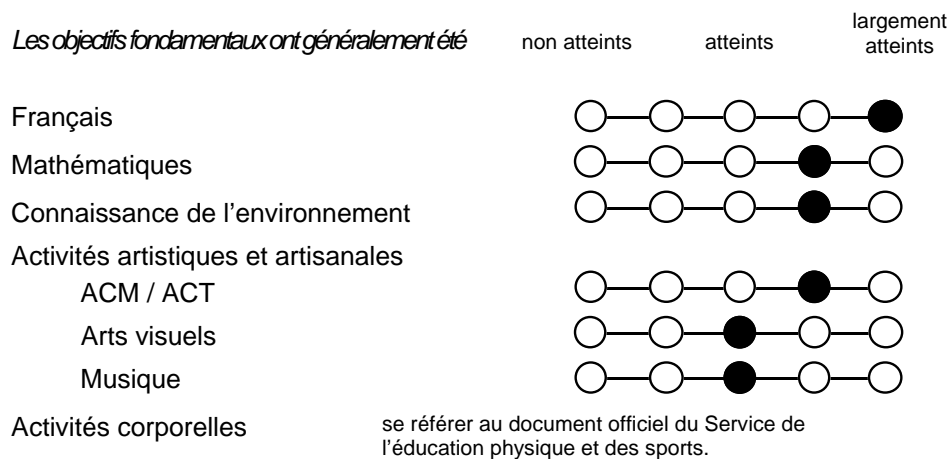 Les objectifs fondamentaux ont généralement été non atteints atteints largement atteints
Français
Mathématiques
Connaissance de l'environnement
Activités artistiques et artisanales
ACM / ACT
Arts visuels
Musique
Activités corporelles se référer au document officiel du Service de
l'éducation physique et des sports.